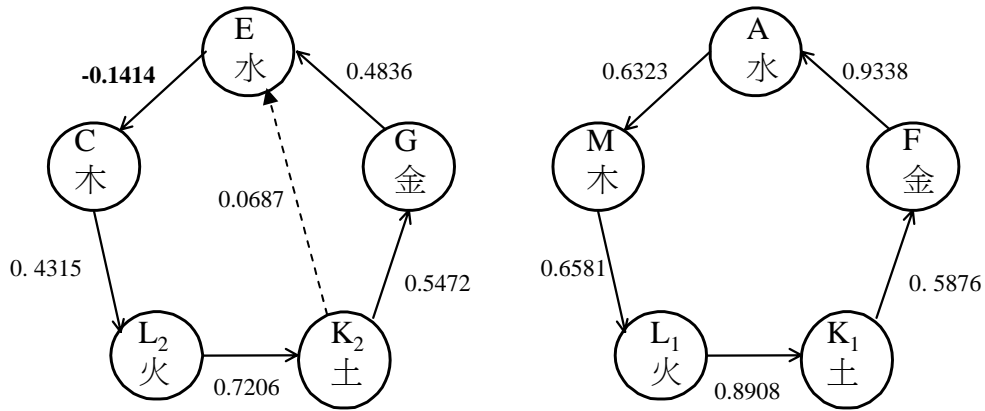 E
水
-0.1414
0.4836
C
木
G
金
0.0687
0. 4315
0.5472
L2
火
K2
土
0.7206
A
水
0.6323
0.9338
M
木
F
金
0.6581
0. 5876
L1
火
K1
土
0.8908